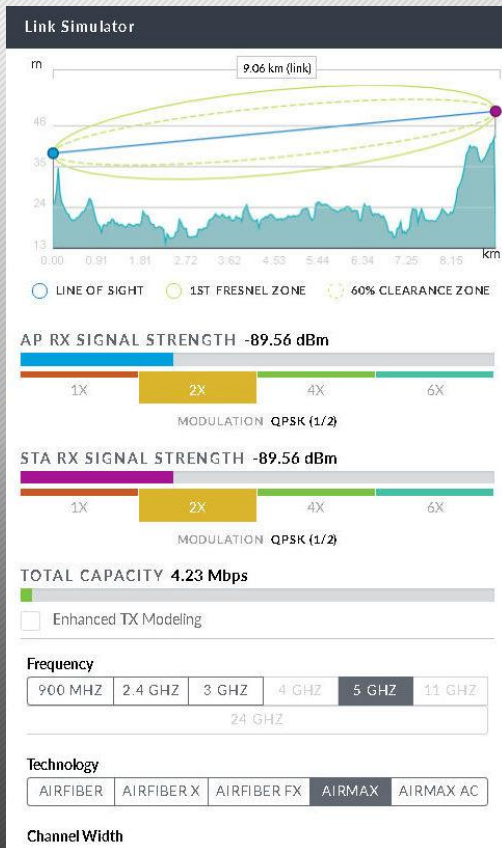 Link Simulator
m
9.06 km (link)
46
35
24
13
km
0.00 0.91 1.81 2.72 3.62 4.53 5.44 6.34 7.25 8.15
LINE OF SIGHT 1ST FRESNEL ZONE 60% CLEARANCE ZONE
AP RX SIGNAL STRENGTH -89.56 dBm
1X 2X 4X 6X
MODULATION QPSK (1/2)
STA RX SIGNAL STRENGTH -89.56 dBm
1X 2X 4X 6X
MODULATION QPSK (1/2)
TOTAL CAPACITY 4.23 Mbps
Enhanced TX Modeling
Frequency
900 MHZ 2.4 GHZ 3 GHZ 4 GHZ 5 GHZ 11 GHZ
24 GHZ
Technology
AIRFIBER AIRFIBER X AIRFIBER FX AIRMAX AIRMAX AC
Channel Width